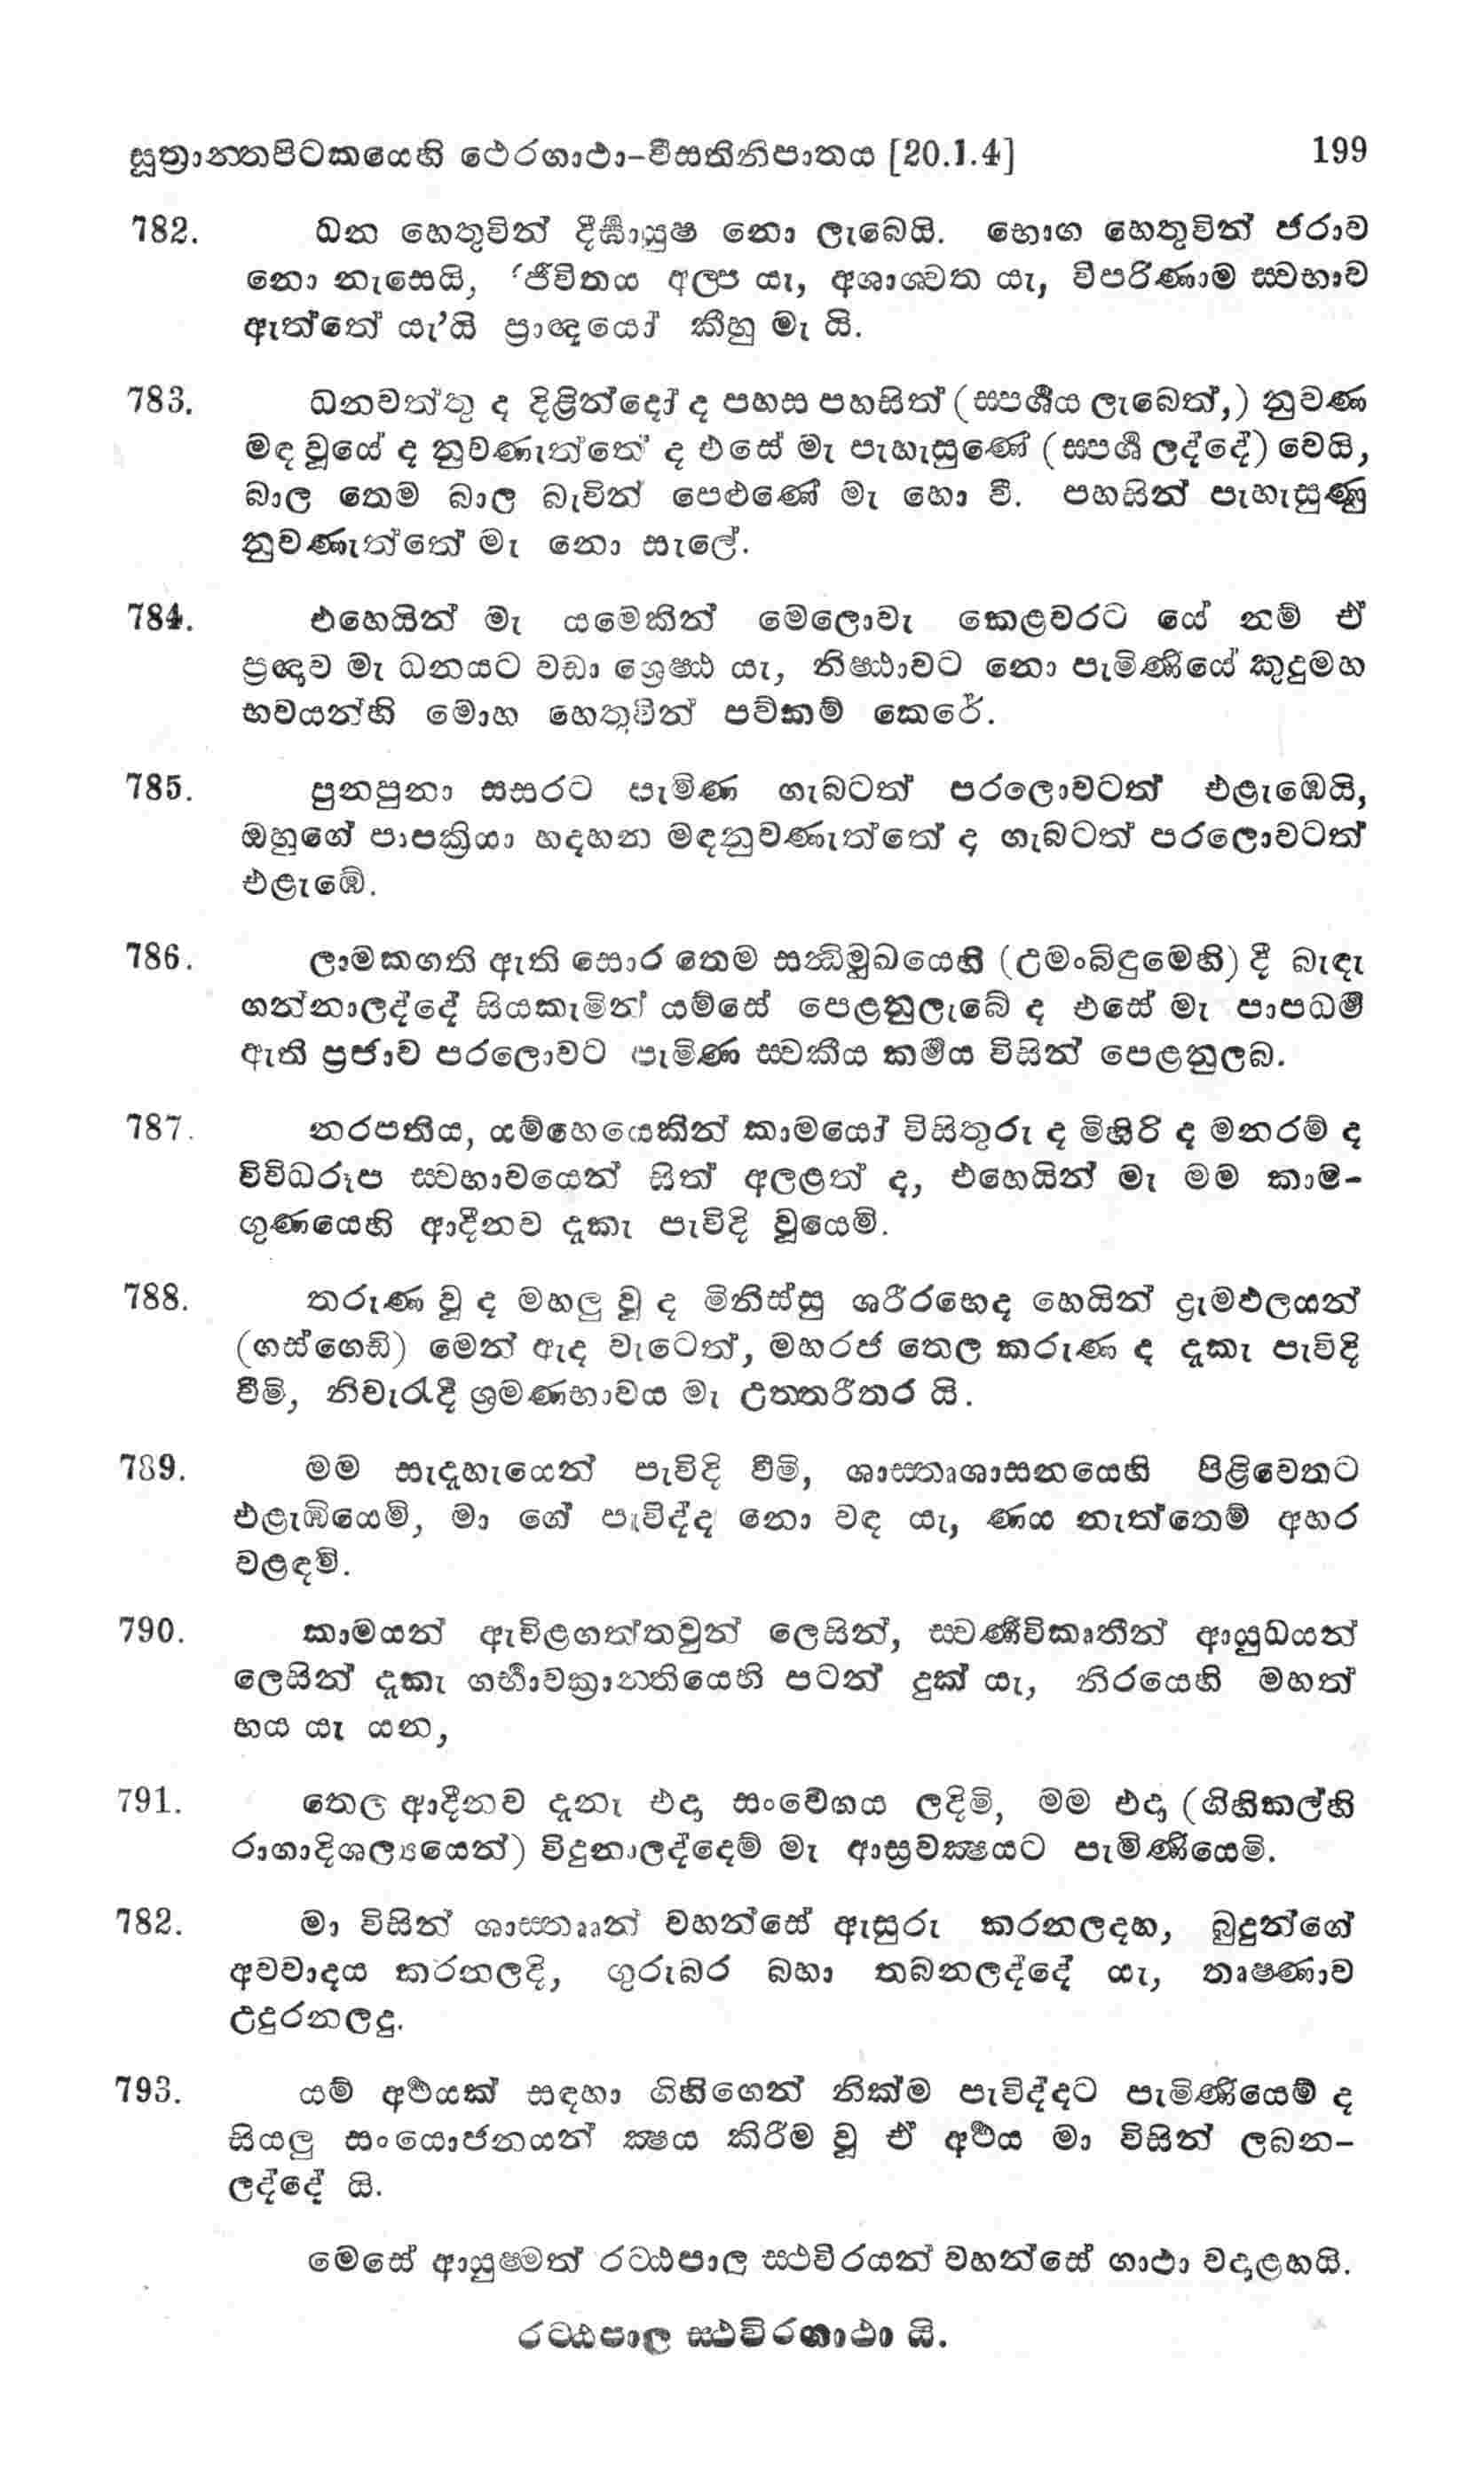 සූත්‍රාන්තපිටකයෙහි ථෙරගාථා-වීසතිනිපාතය [20.1.4] 199
782. ධන හෙතුවින් දීර්‍ඝායුෂ නො ලැබෙයි. භොග හෙතුවින් ජරාව
නො නැසෙයි, ‘ජීවිතය අල්ප යැ, අශාශ්වත යැ, විපරිණාම ස්වභාව
ඇත්තේ යැ’යි ප්‍රාඥයෝ කීහු මැ යි.
783. ධනවත්තු ද දිළින්දෝ ද පහස පහසිත් (ස්පර්‍ශය ලැබෙත්,) නුවණ
මඳ වූයේ ද නුවණැත්තේ ද එසේ මැ පැහැසුණේ (ස්පර්‍ශ ලද්දේ) වෙයි,
බාල තෙම බාල බැවින් පෙළුණේ මැ හො වී. පහසින් පැහැසුණු
නුවණැත්තේ මැ නො සැලේ.
784. එහෙයින් මැ යමෙකින් මෙලොවැ කෙළවරට යේ නම් ඒ
ප්‍රඥාව මැ ධනයට වඩා ශ්‍රෙෂ්ඨ යැ, නිෂ්ඨාවට නො පැමිණියේ කුදුමහ
භවයන්හි මොහ හෙතුවින් පව්කම් කෙරේ.
785. පුනපුනා සසරට පැමිණ ගැබටත් පරලොවටත් එළැඹෙයි,
ඔහුගේ පාපක්‍රියා හදහන මඳනුවණැත්තේ ද ගැබටත් පරලොවටත්
එළැඹේ.
786. ලාමකගති ඇති සොර තෙම සන්ධිමුඛයෙහි (උමංබිඳුමෙහි) දී බැඳැ
ගන්නාලද්දේ සියකැමින් යම්සේ පෙළනුලැබේ ද එසේ මැ පාපධර්‍ම
ඇති ප්‍රජාව පරලොවට පැමිණ ස්වකීය කර්‍මය විසින් පෙළනුලබ.
787. නරපතිය, යම්හෙයෙකින් කාමයෝ විසිතුරු ද මිහිරි ද මනරම් ද
විවිධරූප ස්වභාවයෙන් සිත් අලළත් ද, එහෙයින් මැ මම කාම-
ගුණයෙහි ආදීනව දැකැ පැවිදි වූයෙමි.
788. තරුණ වූ ද මහලු වූ ද මිනිස්සු ශරීරභෙද හෙයින් ද්‍රුමඵලයන්
(ගස්ගෙඩි) මෙන් ඇද වැටෙත්, මහරජ තෙල කරුණ ද දැකැ පැවිදි
වීමි, නිවැරැදි ශ්‍රමණභාවය මැ උත්තරීතර යි.
789. මම සැදැහැයෙන් පැවිදි වීමි, ශාස්තෘශාසනයෙහි පිළිවෙතට
එළැඹියෙමි, මා ගේ පැවිද්ද නො වඳ යැ, ණය නැත්තෙම් අහර
වළඳමි.
790. කාමයන් ඇවිළගත්තවුන් ලෙසින්, ස්වර්‍ණවිකෘතීන් ආයුධයන්
ලෙසින් දැකැ ගර්‍භාවක්‍රාන්තියෙහි පටන් දුක් යැ, නිරයෙහි මහත්
භය යැ යන,
791. තෙල ආදීනව දැනැ එදා සංවේගය ලදිමි, මම එදා (ගිහිකල්හි
රාගාදිශල්‍යයෙන්) විදුනාලද්දෙම් මැ ආස්‍රවක්ෂයට පැමිණියෙමි.
782. මා විසින් ශාස්තෲන් වහන්සේ ඇසුරු කරනලදහ, බුදුන්ගේ
අවවාදය කරනලදි, ගුරුබර බහා තබනලද්දේ යැ, තෘෂ්ණාව
උදුරනලදු.
793. යම් අර්‍ථයක් සඳහා ගිහිගෙන් නික්ම පැවිද්දට පැමිණියෙම් ද
සියලු සංයොජනයන් ක්ෂය කිරීම වූ ඒ අර්‍ථය මා විසින් ලබන-
ලද්දේ යි.
මෙසේ ආයුෂ්මත් රට්ඨපාල ස්ථවිරයන් වහන්සේ ගාථා වදාළහයි.
රට්ඨපාල ස්ථවිරගාථා යි.